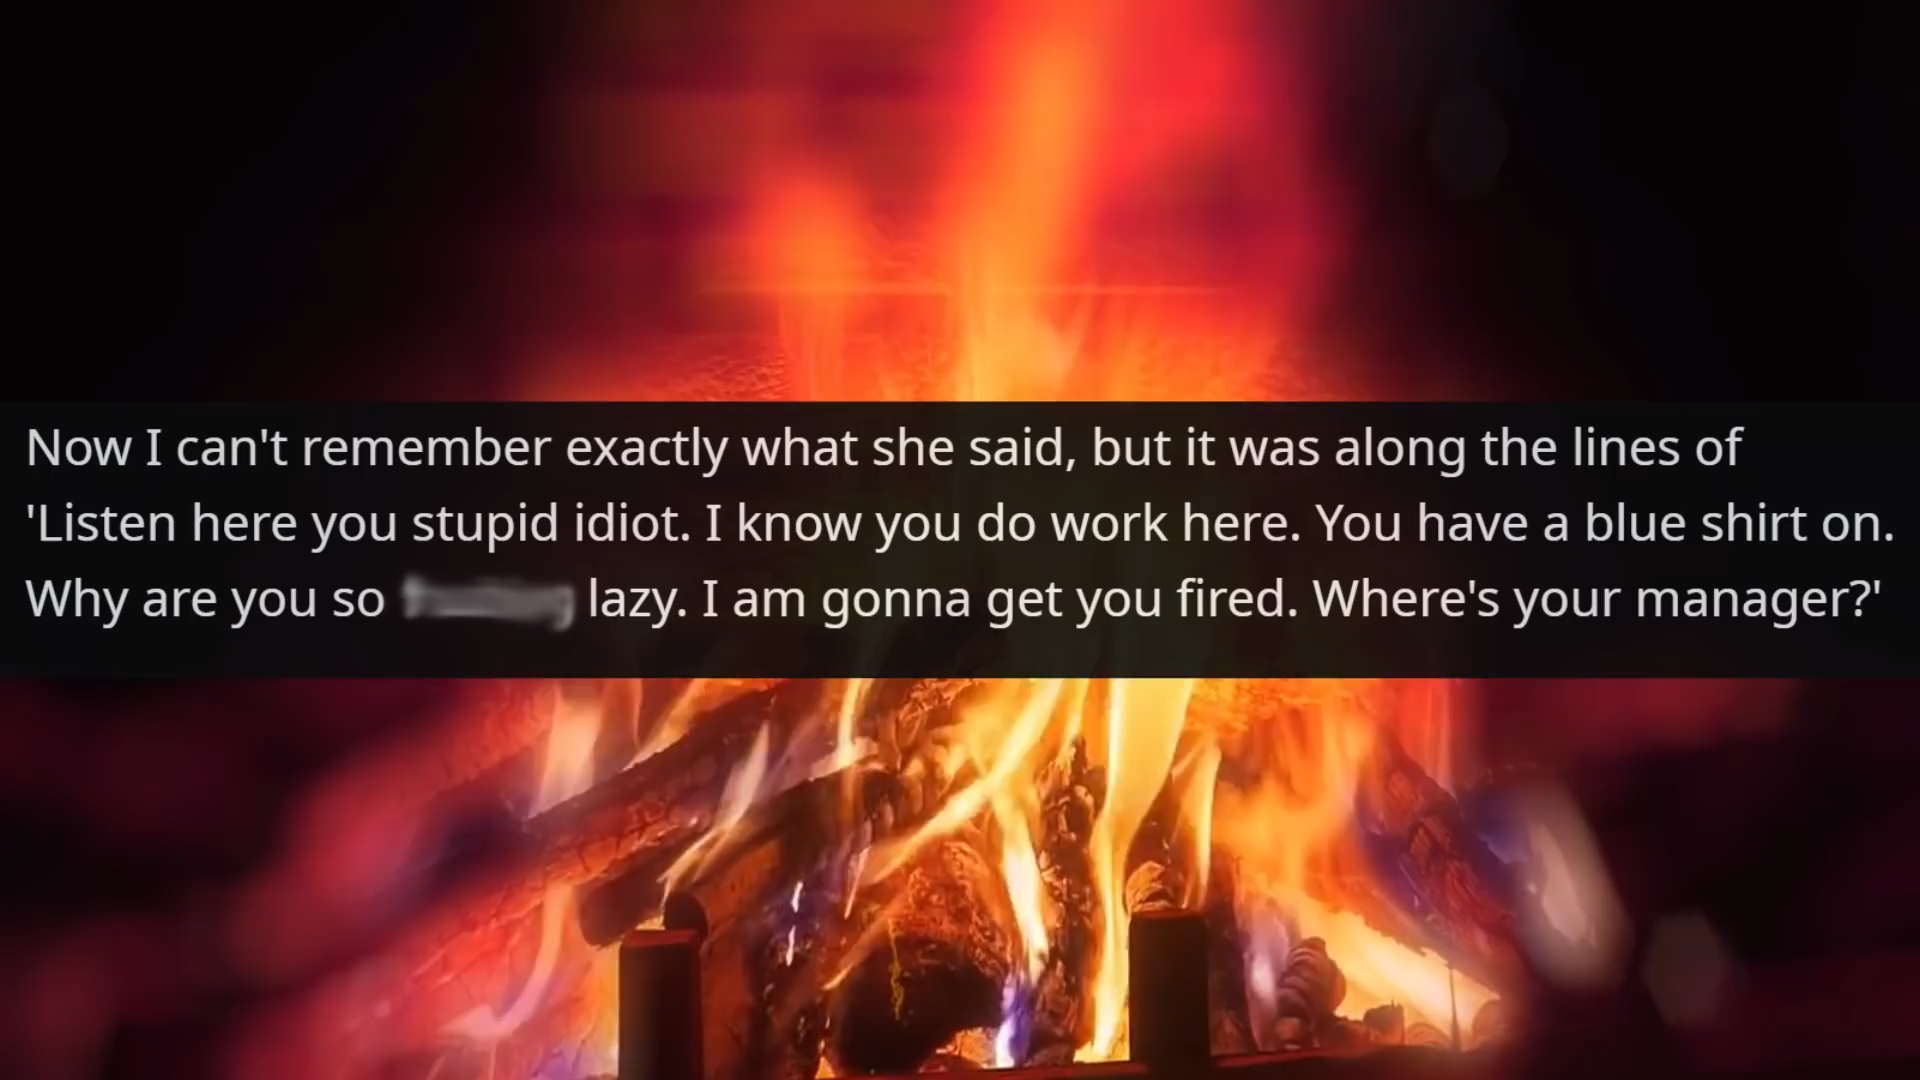 Now I can't remember exactly what she said, but it was along the lines of
'Listen here you stupid idiot. I know you do work here. You have a blue shirt on.
Why are you so lazy. I am gonna get you fired. Where's your manager?'